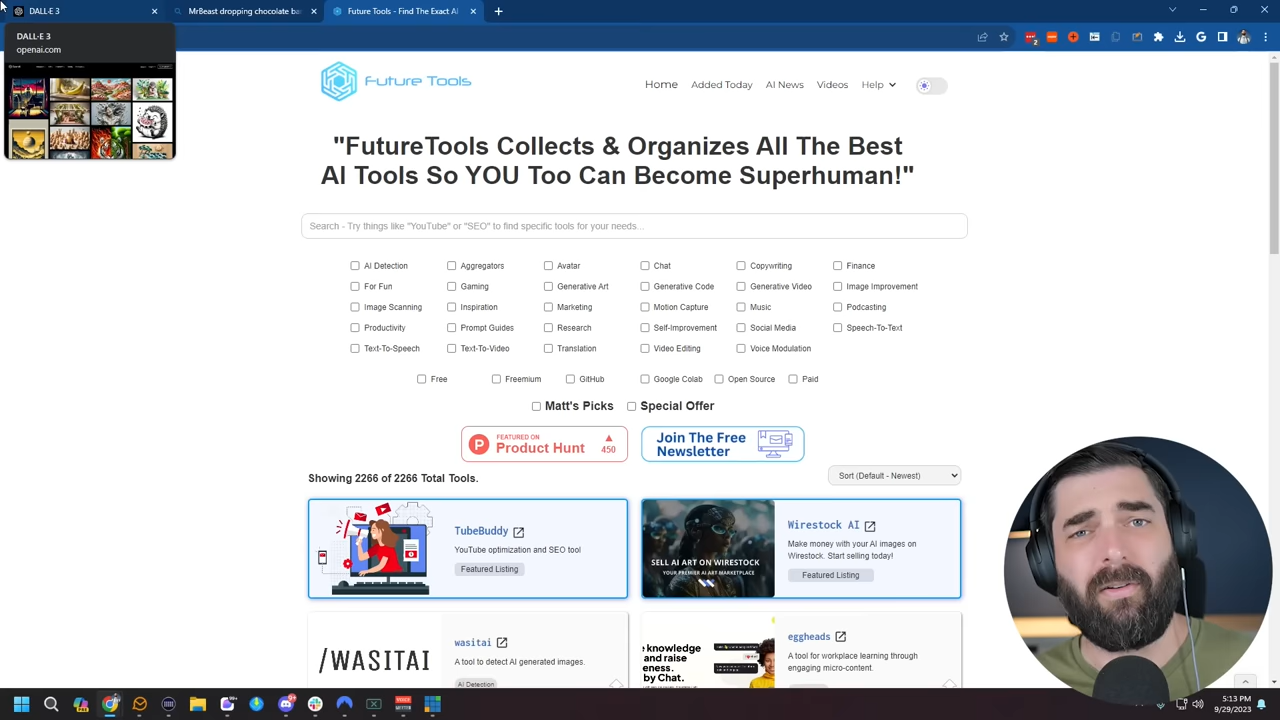 DALL-E 3
MrBeast dropping chocolate ba
FutureTools - Find The Exact AI
DALL-E 3
openai.com
Future Tools
Home
Added Today
AI News
Videos
Help
"FutureTools Collects & Organizes All The Best
AI Tools So YOU Too Can Become Superhuman!"
Search - Try things like "YouTube" or "SEO" to find specific tools for your needs...
AI Detection
Aggregators
Avatar
Chat
Copywriting
Finance
For Fun
Gaming
Generative Art
Generative Code
Generative Video
Image Improvement
Image Scanning
Inspiration
Marketing
Motion Capture
Music
Podcasting
Productivity
Prompt Guides
Research
Self-Improvement
Social Media
Speech-To-Text
Text-To-Speech
Text-To-Video
Translation
Video Editing
Voice Modulation
Free
Freemium
GitHub
Google Colab
Open Source
Paid
Matt's Picks
Special Offer
FEATURED ON
Product Hunt
450
Join The Free
Newsletter
Showing 2266 of 2266 Total Tools.
Sort (Default - Newest)
TubeBuddy
YouTube optimization and SEO tool
Featured Listing
SELL AI ART ON WIRESTOCK
YOUR PREMIER AI ART MARKETPLACE
Wirestock AI
Make money with your AI images on
Wirestock. Start selling today!
Featured Listing
/WASITAI
wasitai
A tool to detect AI generated images.
AI Detection
e knowledge
and raise
eness.
by Chat.
eggheads
A tool for workplace learning through
engaging micro-content.
5:13 PM
9/29/2023